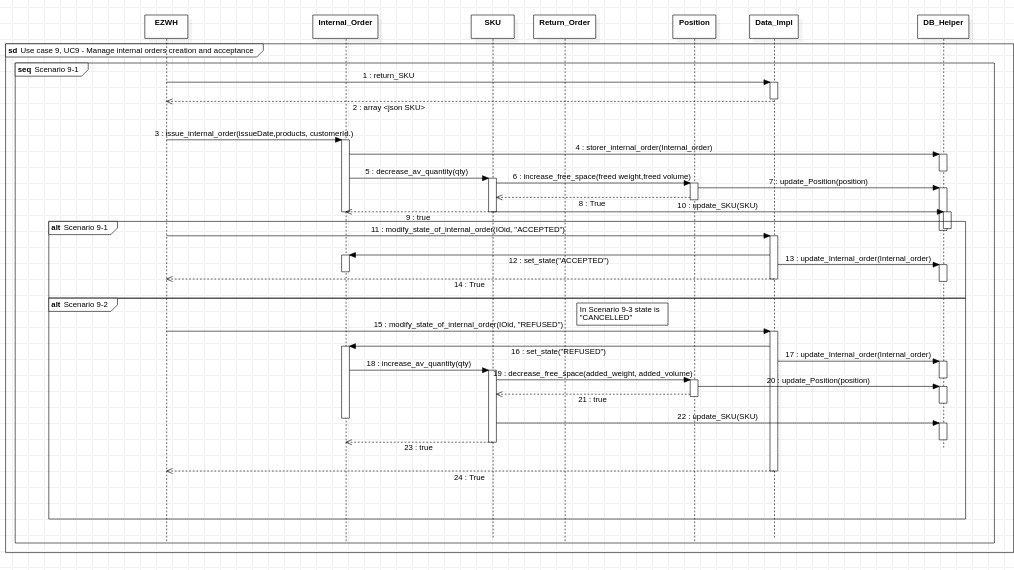 EZWH
Internal_Order
SKU
Return_Order
Position
Data_Impl
DB_Helper
sd Use case 9, UC9 - Manage internal orders creation and acceptance
seq Scenario 9-1
1 : return_SKU
2 : array <json SKU>
3 : issue_internal_order(issueDate,products, customerId.)
4 : storer_internal_order(Internal_order)
5 : decrease_av_quantity(qty)
6 : increase_free_space(freed weight,freed volume)
7 : update_Position(position)
8 : True
10 : update_SKU(SKU)
9 : true
alt Scenario 9-1
11 : modify_state_of_internal_order(IOid, "ACCEPTED")
12 : set_state("ACCEPTED")
13 : update_Internal_order(Internal_order)
14 : True
alt Scenario 9-2
In Scenario 9-3 state is
"CANCELLED"
15 : modify_state_of_internal_order(IOid, "REFUSED")
16 : set_state("REFUSED")
17 : update_Internal_order(Internal_order)
18 : increase_av_quantity(qty)
19 : decrease_free_space(added_weight, added_volume)
20 : update_Position(position)
21 : true
22 : update_SKU(SKU)
23 : true
24 : True